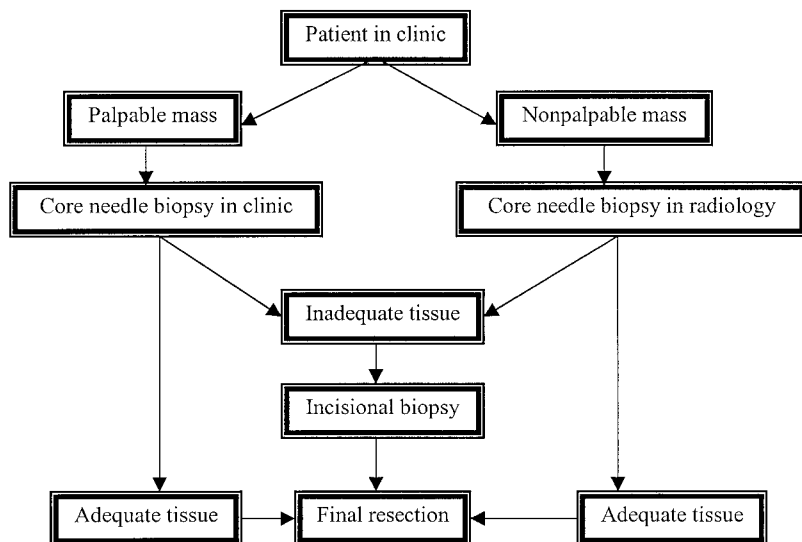 Patient in clinic
Palpable mass
Nonpalpable mass
Core needle biopsy in clinic
Core needle biopsy in radiology
Inadequate tissue
Incisional biopsy
Adequate tissue
Final resection
Adequate tissue